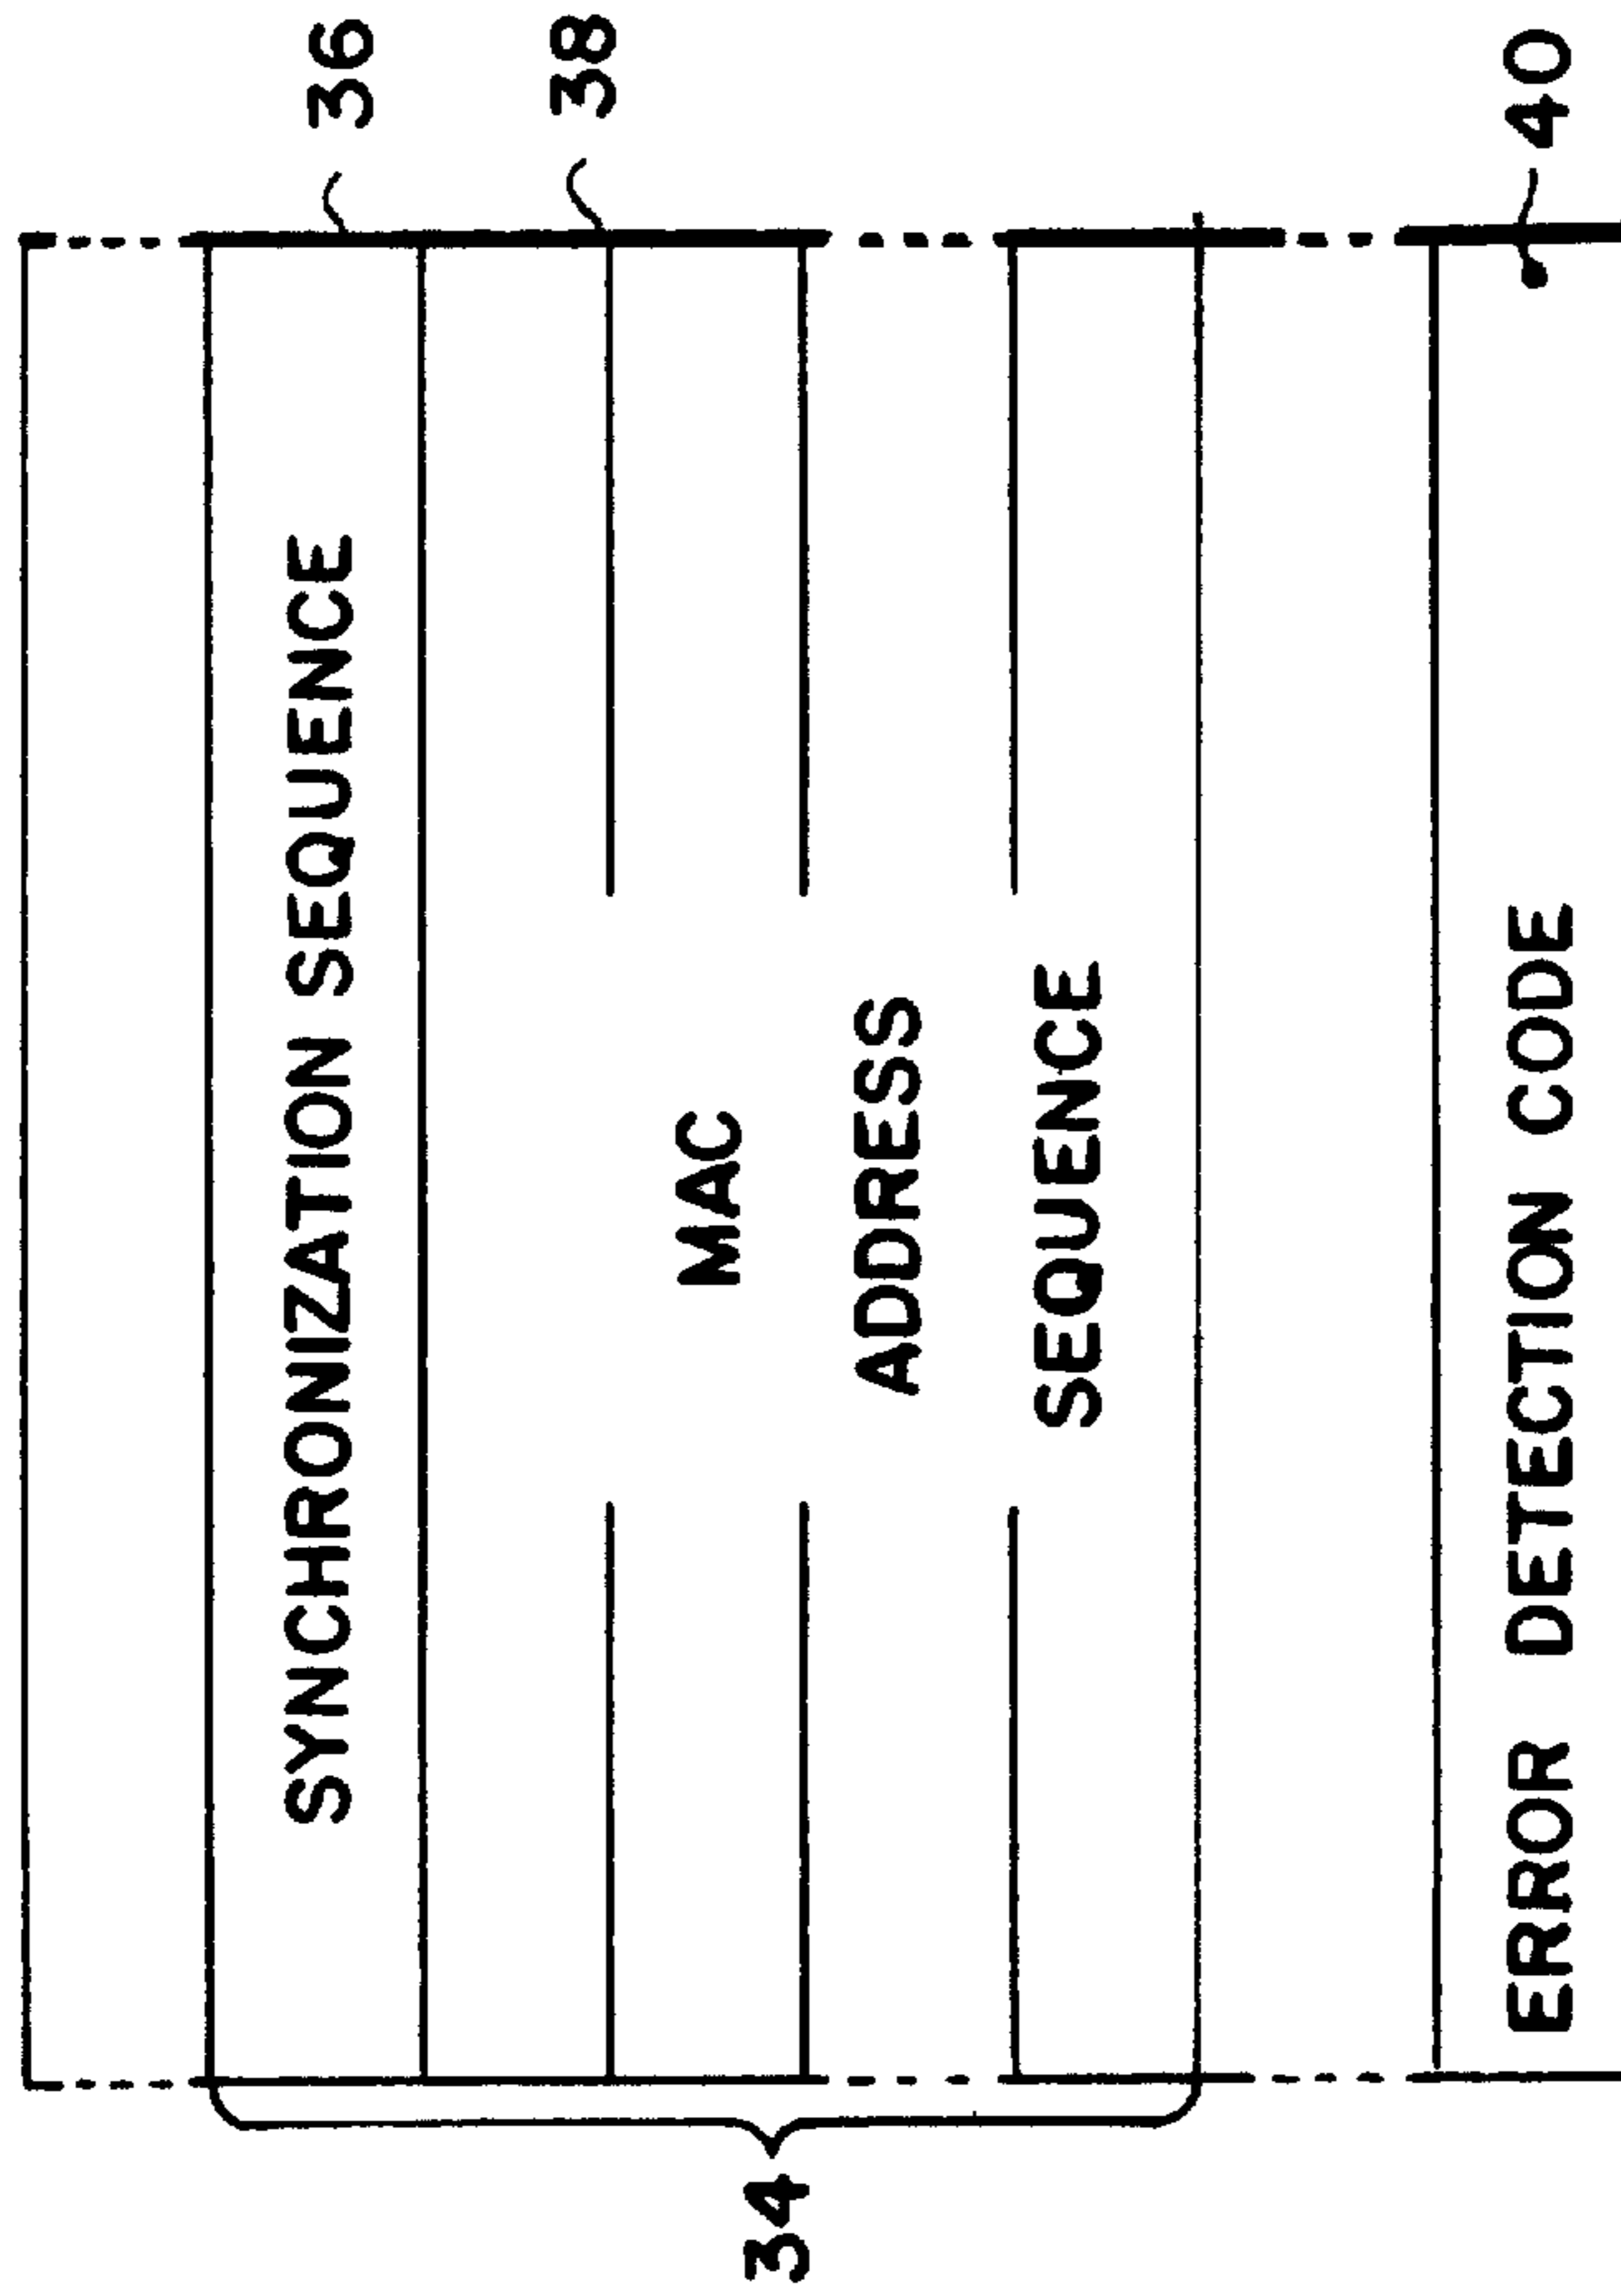 36
SYNCHRONIZATION SEQUENCE
38
MAC
ADDRESS
SEQUENCE
34
40
ERROR DETECTION CODE